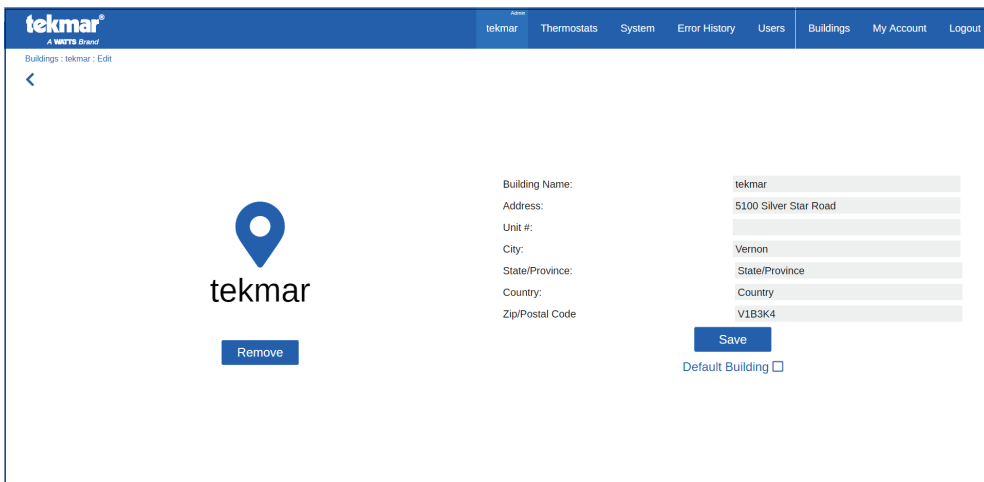 tekmar®
A WATTS Brand
Admin
tekmar Thermostats System Error History Users Buildings My Account Logout
Buildings : tekmar : Edit
tekmar
Remove
Building Name: tekmar
Address: 5100 Silver Star Road
Unit #:
City: Vernon
State/Province: State/Province
Country: Country
Zip/Postal Code V1B3K4
Save
Default Building